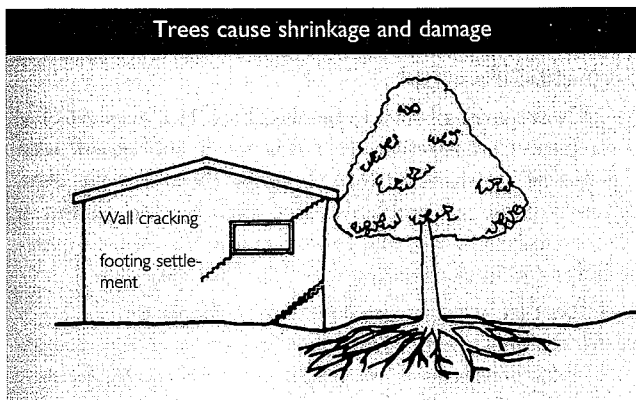 Trees cause shrinkage and damage
Wall cracking
footing settle-
ment